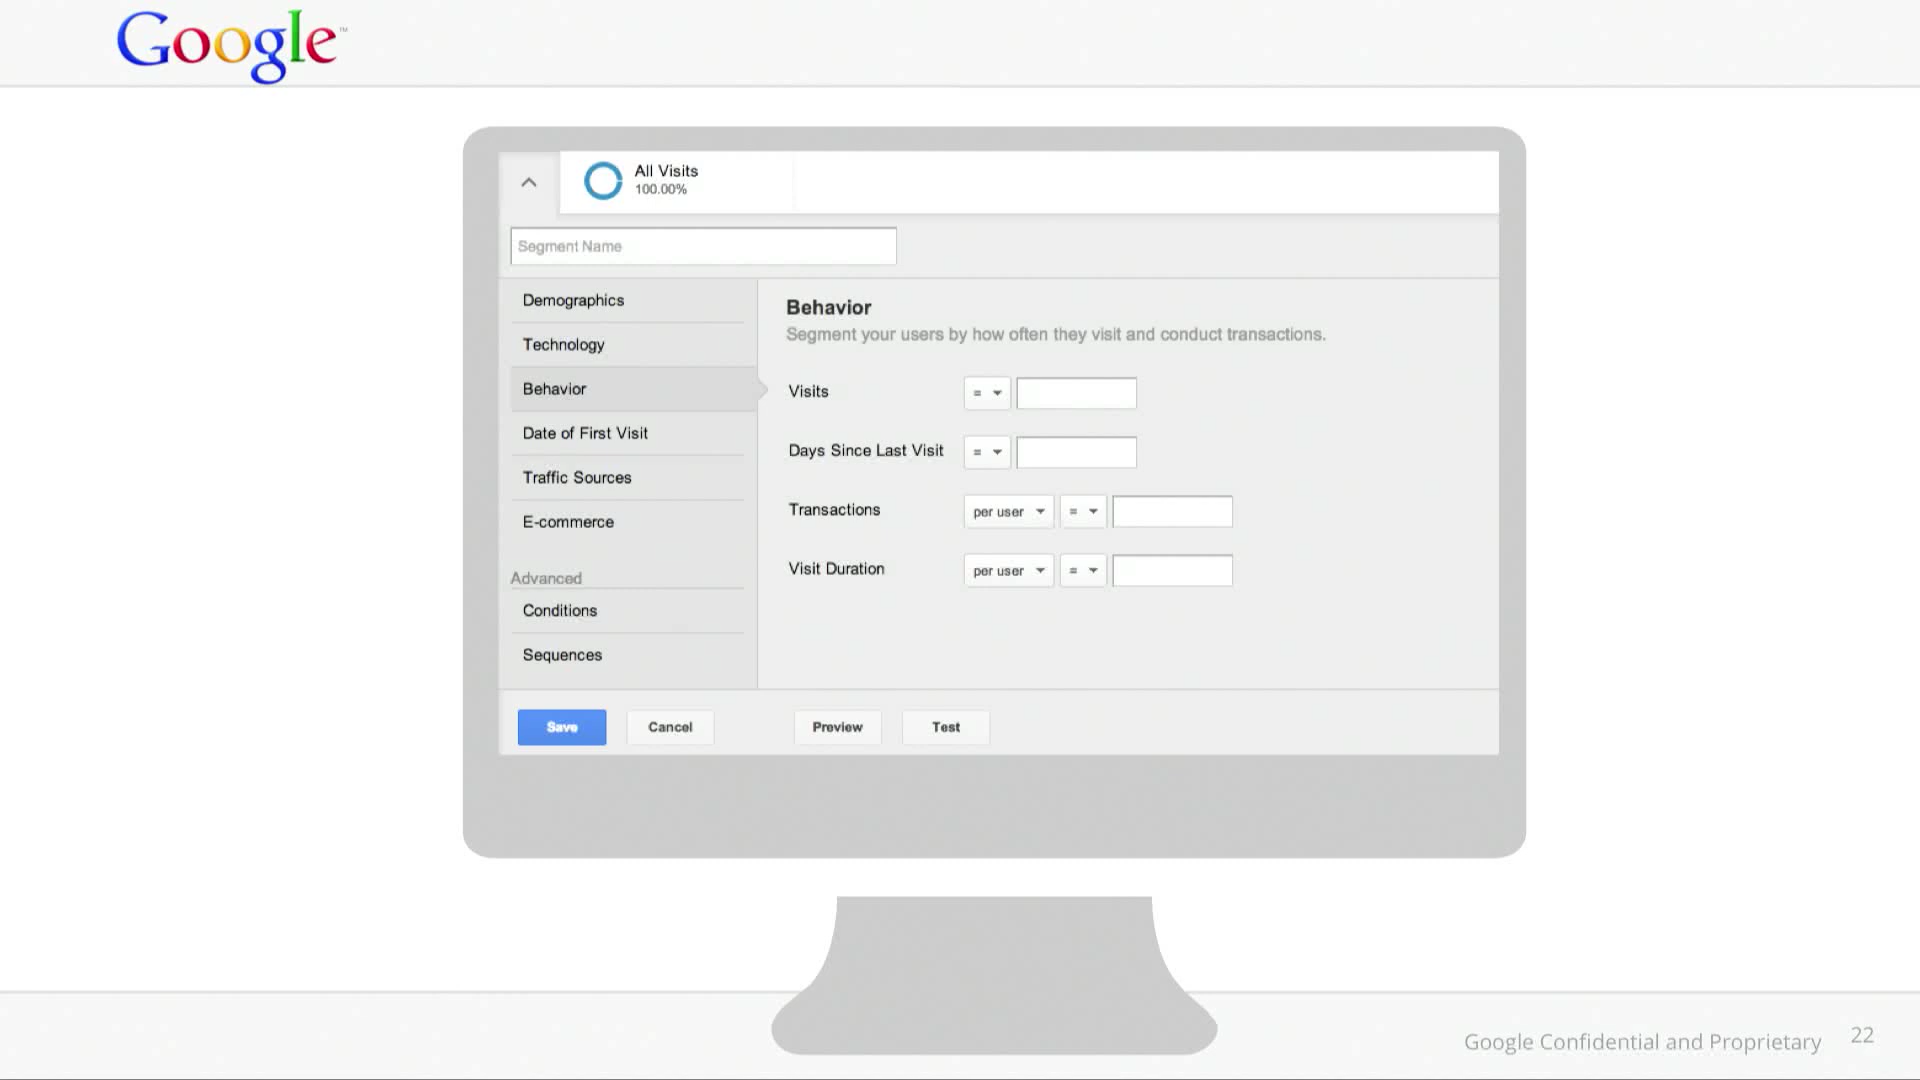 Google™
All Visits
100.00%
Segment Name
Demographics
Technology
Behavior
Date of First Visit
Traffic Sources
E-commerce
Advanced
Conditions
Sequences
Behavior
Segment your users by how often they visit and conduct transactions.
Visits =
Days Since Last Visit =
Transactions per user =
Visit Duration per user =
Save Cancel Preview Test
Google Confidential and Proprietary 22